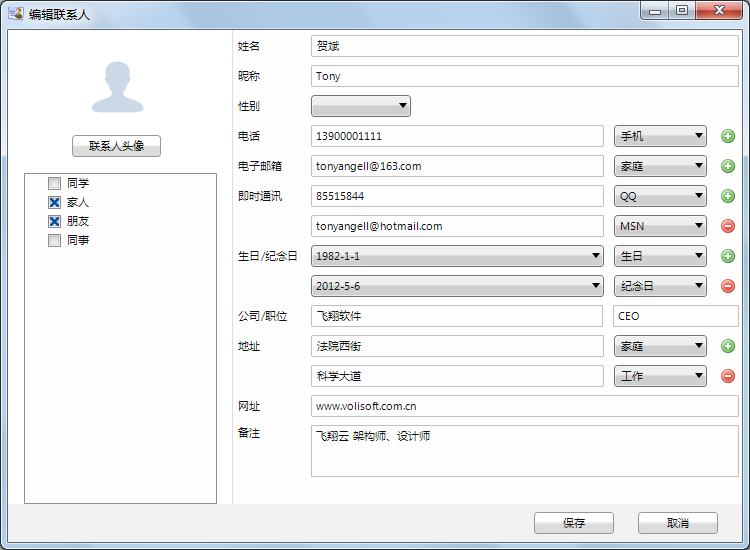 编辑联系人
联系人头像
同学
家人
朋友
同事
姓名 贺斌
昵称 Tony
性别
电话 13900001111 手机
电子邮箱 tonyangell@163.com 家庭
即时通讯 85515844 QQ
tonyangell@hotmail.com MSN
生日/纪念日 1982-1-1 生日
2012-5-6 纪念日
公司/职位 飞翔软件 CEO
地址 法院西街 家庭
科学大道 工作
网址 www.volisoft.com.cn
备注 飞翔云 架构师、设计师
保存 取消